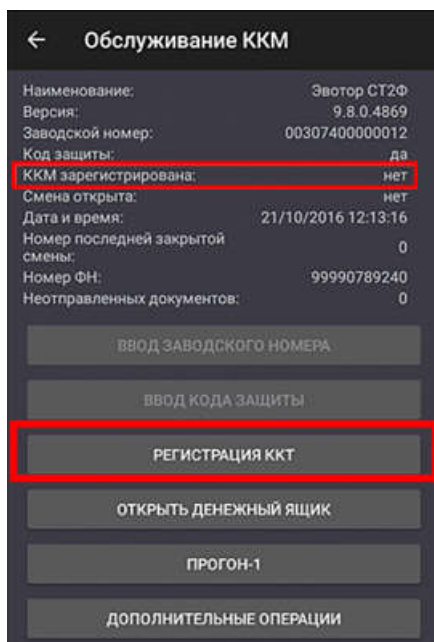 Обслуживание ККМ
Наименование: Эвотор СТ2Ф
Версия: 9.8.0.4869
Заводской номер: 00307400000012
Код защиты: да
ККМ зарегистрирована: нет
Смена открыта: нет
Дата и время: 21/10/2016 12:13:16
Номер последней закрытой
смены: 0
Номер ФН: 99990789240
Неотправленных документов: 0
ВВОД ЗАВОДСКОГО НОМЕРА
ВВОД КОДА ЗАЩИТЫ
РЕГИСТРАЦИЯ ККТ
ОТКРЫТЬ ДЕНЕЖНЫЙ ЯЩИК
ПРОГОН-1
ДОПОЛНИТЕЛЬНЫЕ ОПЕРАЦИИ